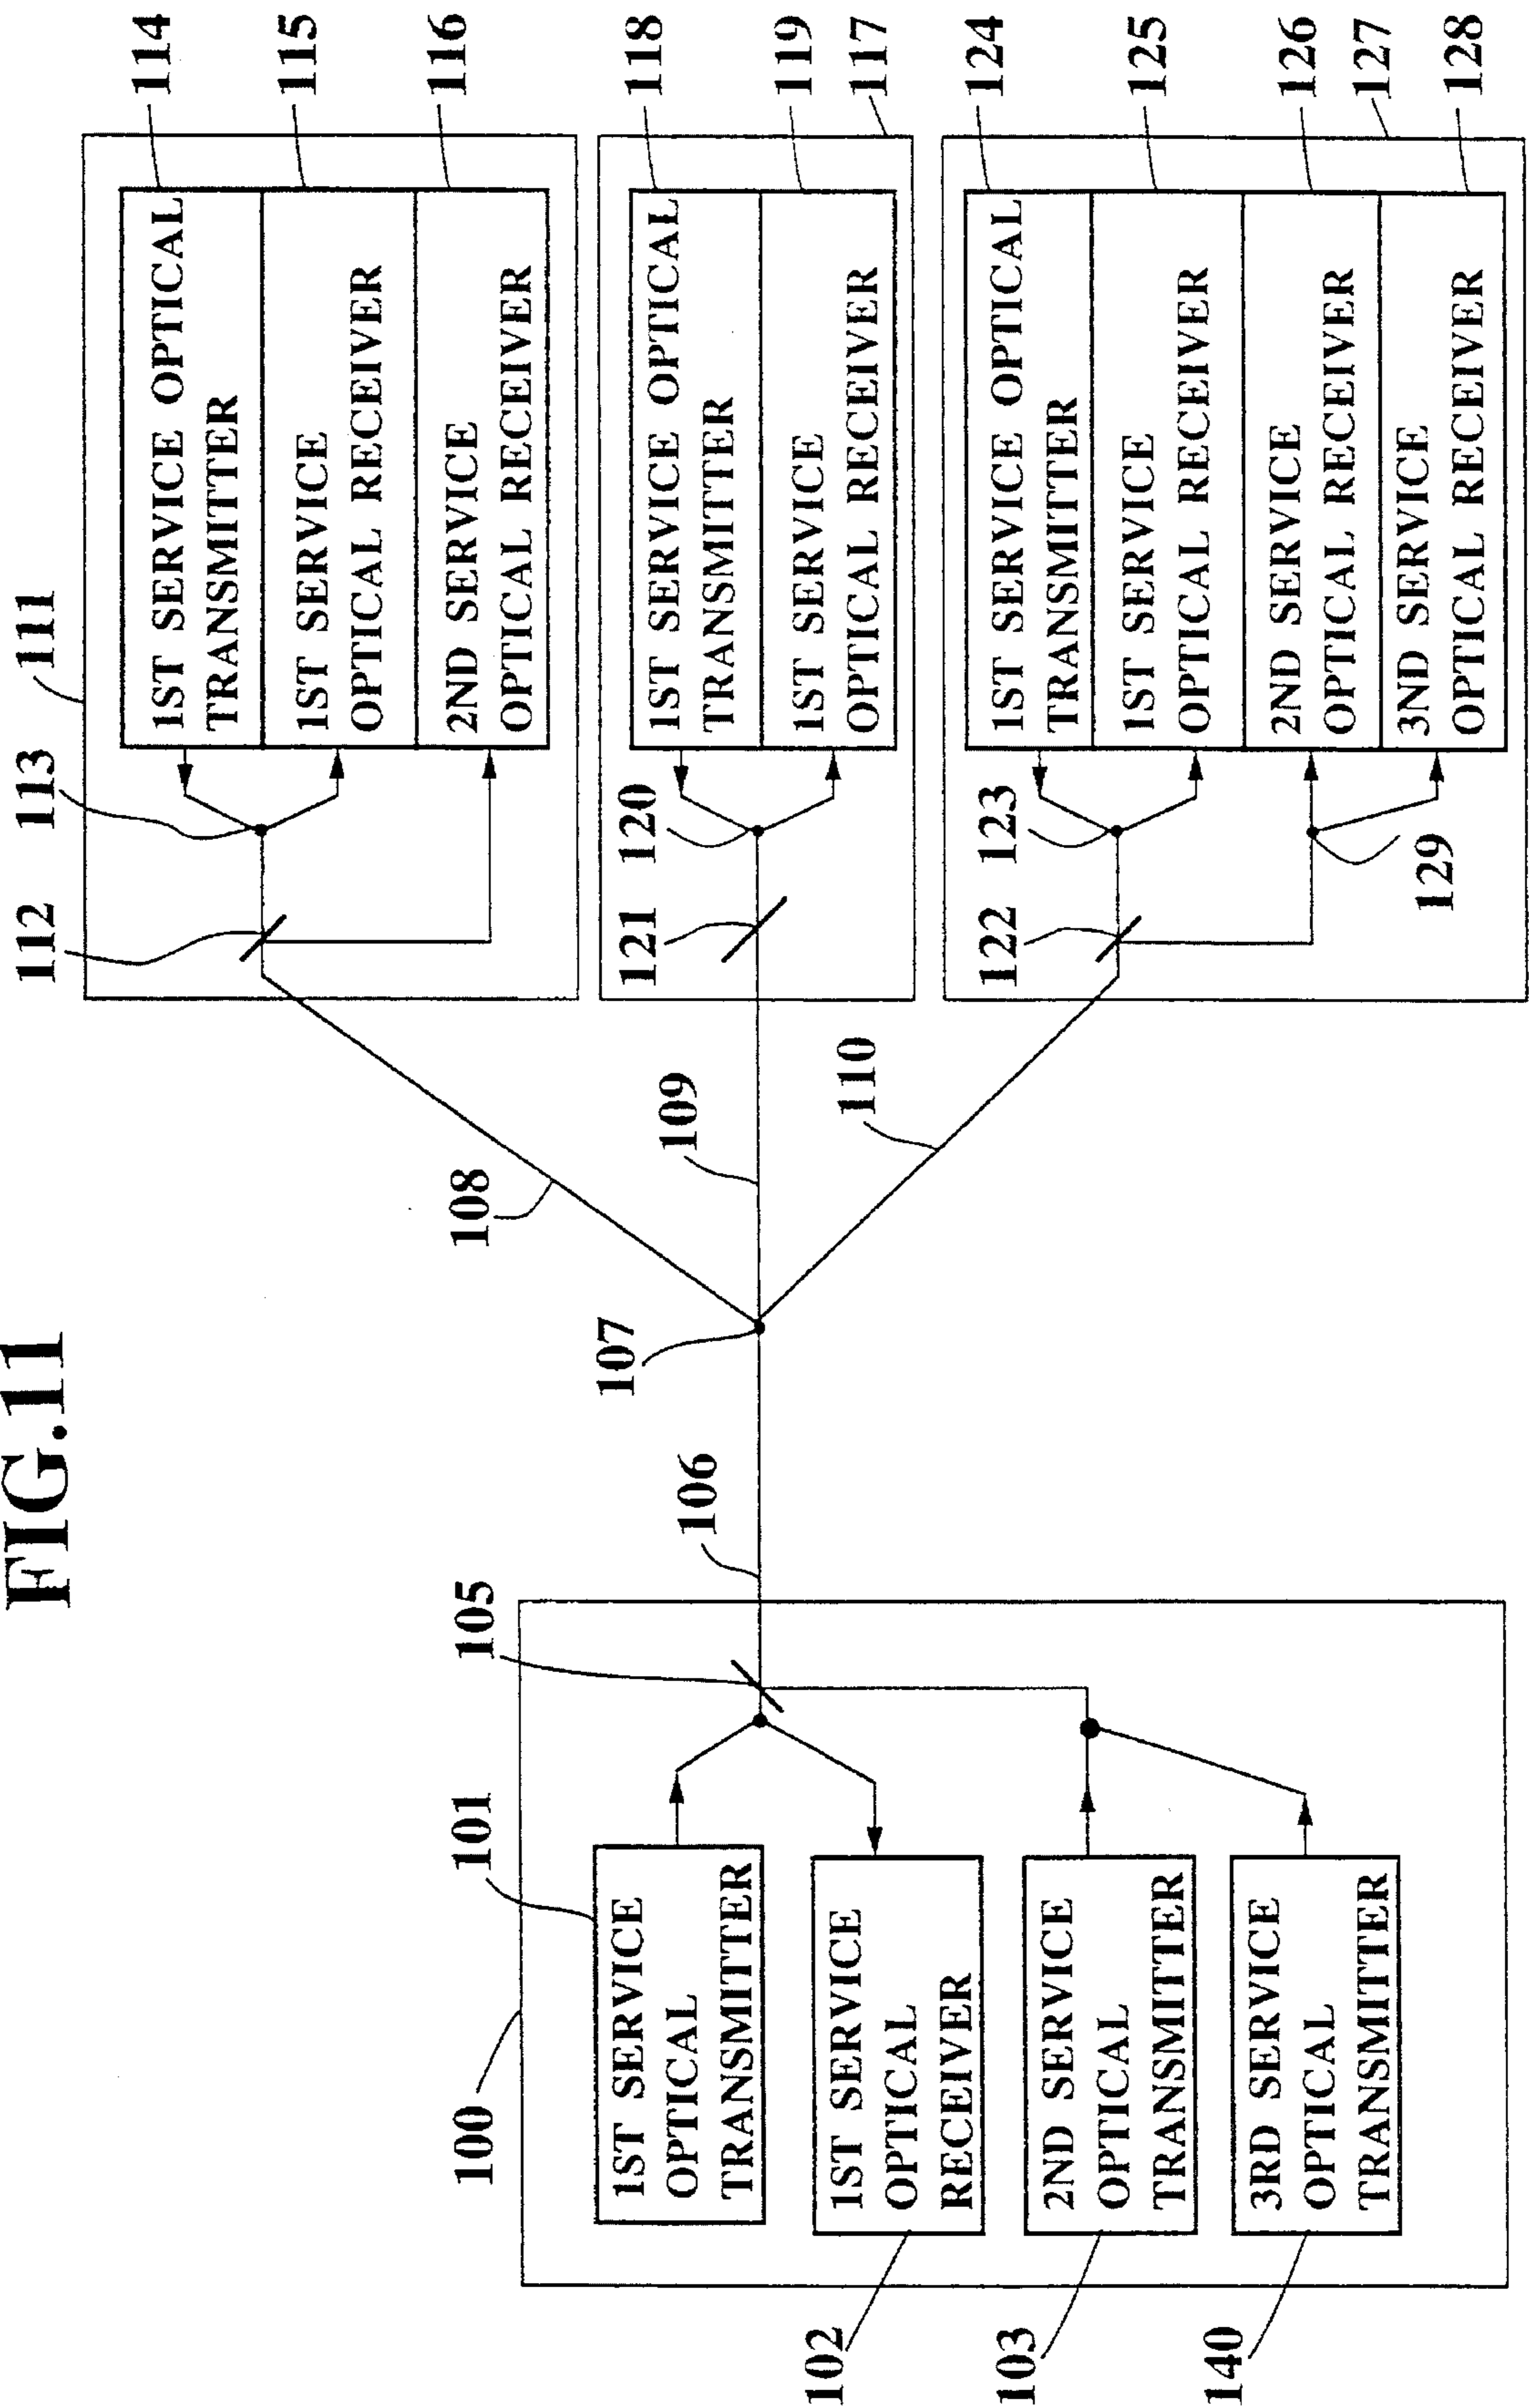 FIG.11
100
101
1ST SERVICE
OPTICAL
TRANSMITTER
1ST SERVICE
OPTICAL
RECEIVER
102
2ND SERVICE
OPTICAL
TRANSMITTER
103
3RD SERVICE
OPTICAL
TRANSMITTER
140
105
106
107
108
109
110
111
112
113
1ST SERVICE OPTICAL
TRANSMITTER
114
1ST SERVICE
OPTICAL RECEIVER
115
2ND SERVICE
OPTICAL RECEIVER
116
121
120
1ST SERVICE OPTICAL
TRANSMITTER
118
1ST SERVICE
OPTICAL RECEIVER
119
117
122
123
1ST SERVICE OPTICAL
TRANSMITTER
124
1ST SERVICE
OPTICAL RECEIVER
125
2ND SERVICE
OPTICAL RECEIVER
126
127
3ND SERVICE
OPTICAL RECEIVER
128
129